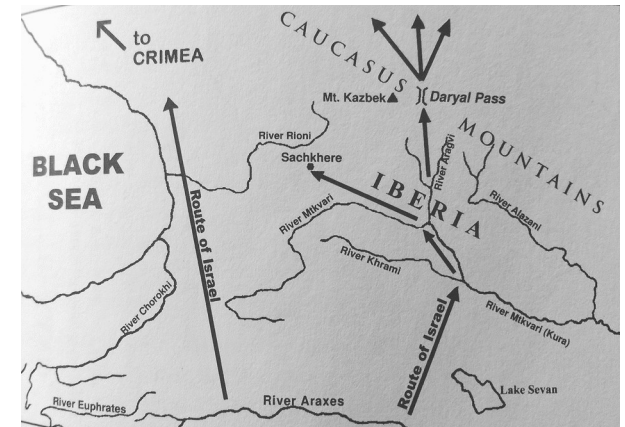 to
CRIMEA
CAUCASUS
Mt. Kazbek
Daryal Pass
MOUNTAINS
River Rioni
Sachkhere
River Aragvi
BLACK
SEA
IBERIA
River Alazani
Route of Israel
River Mtkvari
River Khrami
River Chorokhi
River Mtkvari (Kura)
Route of Israel
Lake Sevan
River Euphrates
River Araxes